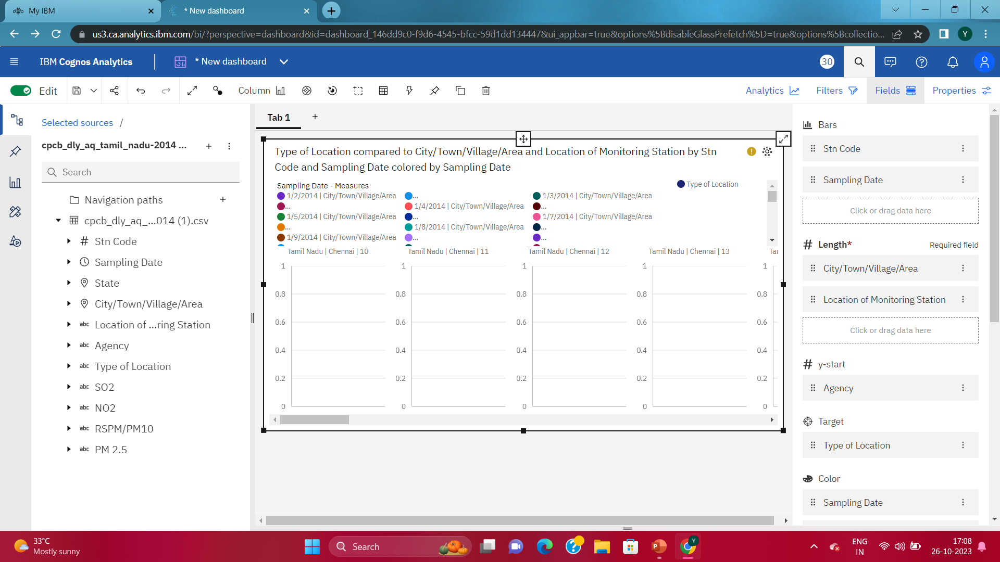 My IBM
* New dashboard
us3.ca.analytics.ibm.com/bi/?perspective=dashboard&id=dashboard_146dd9c0-f9d6-4545-bfcc-59d1dd134447&ui_appbar=true&options%5BdisableGlassPrefetch%5D=true&options%5Bcollectio...
Y
IBM Cognos Analytics
* New dashboard
30
Edit
Column
Analytics
Filters
Fields
Properties
Selected sources /
cpcb_dly_aq_tamil_nadu-2014 ...
Search
Navigation paths
cpcb_dly_aq_...014 (1).csv
Stn Code
Sampling Date
State
City/Town/Village/Area
abc Location of ...ring Station
abc Agency
abc Type of Location
abc SO2
abc NO2
abc RSPM/PM10
abc PM 2.5
Tab 1
Type of Location compared to City/Town/Village/Area and Location of Monitoring Station by Stn
Code and Sampling Date colored by Sampling Date
Sampling Date - Measures
Type of Location
1/2/2014 | City/Town/Village/Area ... 1/3/2014 | City/Town/Village/Area
... 1/4/2014 | City/Town/Village/Area ...
1/5/2014 | City/Town/Village/Area ... 1/7/2014 | City/Town/Village/Area
... 1/8/2014 | City/Town/Village/Area ...
1/9/2014 | City/Town/Village/Area ... ...
Tamil Nadu | Chennai | 10 Tamil Nadu | Chennai | 11 Tamil Nadu | Chennai | 12 Tamil Nadu | Chennai | 13 Ta
1 1 1 1 1
0.8 0.8 0.8 0.8 0.8
0.6 0.6 0.6 0.6 0.6
0.4 0.4 0.4 0.4 0.4
0.2 0.2 0.2 0.2 0.2
0 0 0 0 0
Bars
Stn Code
Sampling Date
Click or drag data here
# Length* Required field
City/Town/Village/Area
Location of Monitoring Station
Click or drag data here
# y-start
Agency
Target
Type of Location
Color
Sampling Date
33°C
Mostly sunny
Search
ENG
IN
17:08
26-10-2023